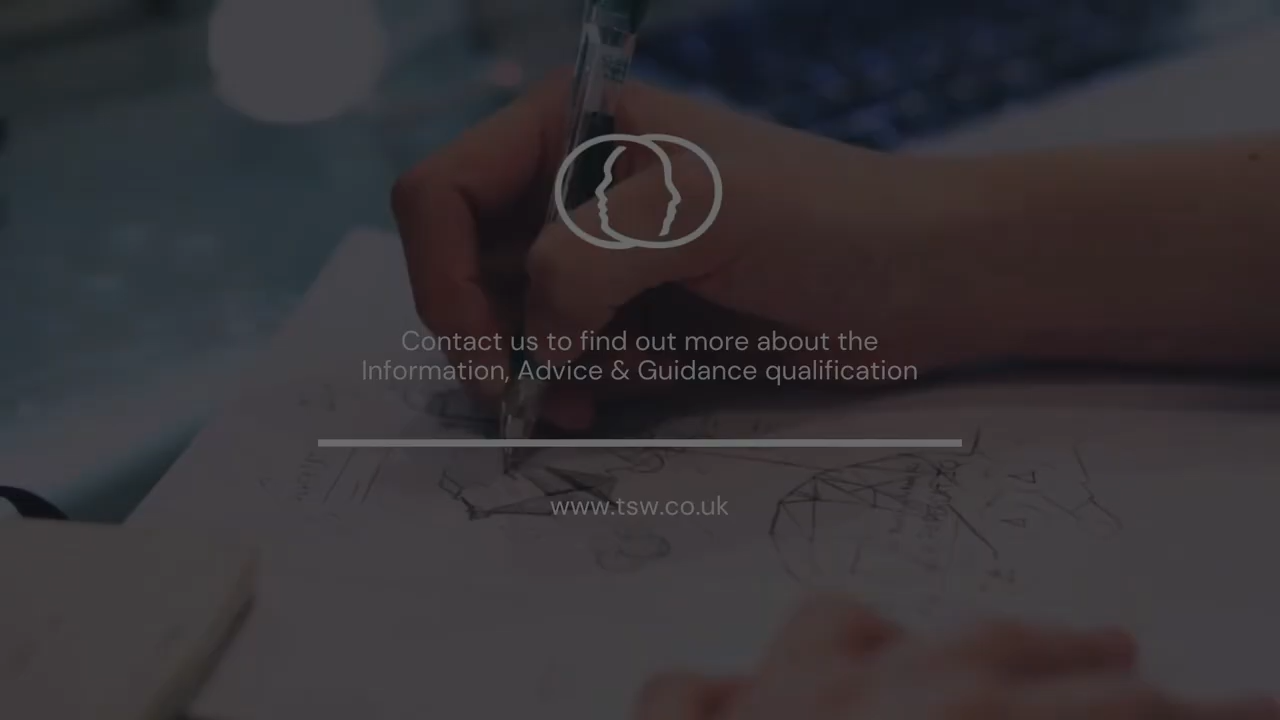 Contact us to find out more about the
Information, Advice & Guidance qualification
www.tsw.co.uk